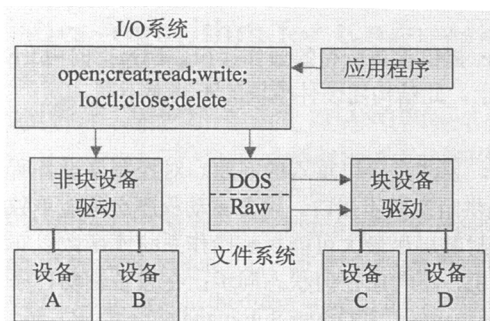 I/O系统
open;creat;read;write;
Ioctl;close;delete
应用程序
非块设备
驱动
DOS
Raw
块设备
驱动
文件系统
设备
A
设备
B
设备
C
设备
D